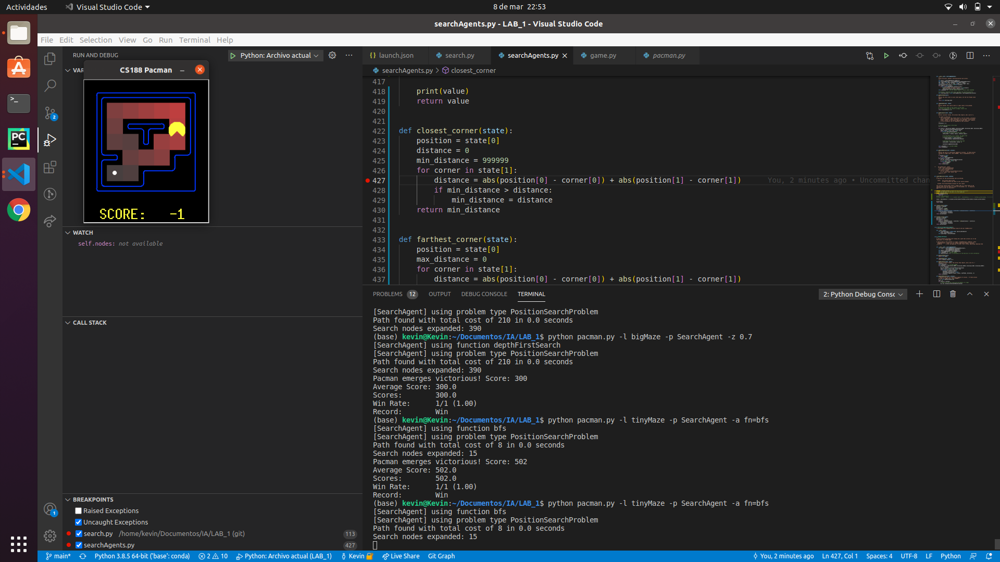 Actividades
Visual Studio Code
8 de mar 22:53
searchAgents.py - LAB_1 - Visual Studio Code
File Edit Selection View Go Run Terminal Help
RUN AND DEBUG
Python: Archivo actual
VAR
CS188 Pacman
SCORE: -1
WATCH
self.nodes: not available
CALL STACK
BREAKPOINTS
Raised Exceptions
Uncaught Exceptions
search.py /home/kevin/Documentos/IA/LAB_1 (git) 113
searchAgents.py 427
launch.json search.py searchAgents.py game.py pacman.py
searchAgents.py > closest_corner
417
418 print(value)
419 return value
420
421
422 def closest_corner(state):
423 position = state[0]
424 distance = 0
425 min_distance = 999999
426 for corner in state[1]:
427 distance = abs(position[0] - corner[0]) + abs(position[1] - corner[1]) You, 2 minutes ago • Uncommitted chan
428 if min_distance > distance:
429 min_distance = distance
430 return min_distance
431
432
433 def farthest_corner(state):
434 position = state[0]
435 max_distance = 0
436 for corner in state[1]:
437 distance = abs(position[0] - corner[0]) + abs(position[1] - corner[1])
PROBLEMS 12 OUTPUT DEBUG CONSOLE TERMINAL
2: Python Debug Consc
[SearchAgent] using problem type PositionSearchProblem
Path found with total cost of 210 in 0.0 seconds
Search nodes expanded: 390
(base) kevin@Kevin:~/Documentos/IA/LAB_1$ python pacman.py -l bigMaze -p SearchAgent -z 0.7
[SearchAgent] using function depthFirstSearch
[SearchAgent] using problem type PositionSearchProblem
Path found with total cost of 210 in 0.0 seconds
Search nodes expanded: 390
Pacman emerges victorious! Score: 300
Average Score: 300.0
Scores: 300.0
Win Rate: 1/1 (1.00)
Record: Win
(base) kevin@Kevin:~/Documentos/IA/LAB_1$ python pacman.py -l tinyMaze -p SearchAgent -a fn=bfs
[SearchAgent] using function bfs
[SearchAgent] using problem type PositionSearchProblem
Path found with total cost of 8 in 0.0 seconds
Search nodes expanded: 15
Pacman emerges victorious! Score: 502
Average Score: 502.0
Scores: 502.0
Win Rate: 1/1 (1.00)
Record: Win
(base) kevin@Kevin:~/Documentos/IA/LAB_1$ python pacman.py -l tinyMaze -p SearchAgent -a fn=bfs
[SearchAgent] using function bfs
[SearchAgent] using problem type PositionSearchProblem
Path found with total cost of 8 in 0.0 seconds
Search nodes expanded: 15
2
1
PC
main* Python 3.8.5 64-bit ('base': conda) 2 10 Python: Archivo actual (LAB_1) Kevin Live Share Git Graph You, 2 minutes ago Ln 427, Col 1 Spaces: 4 UTF-8 LF Python